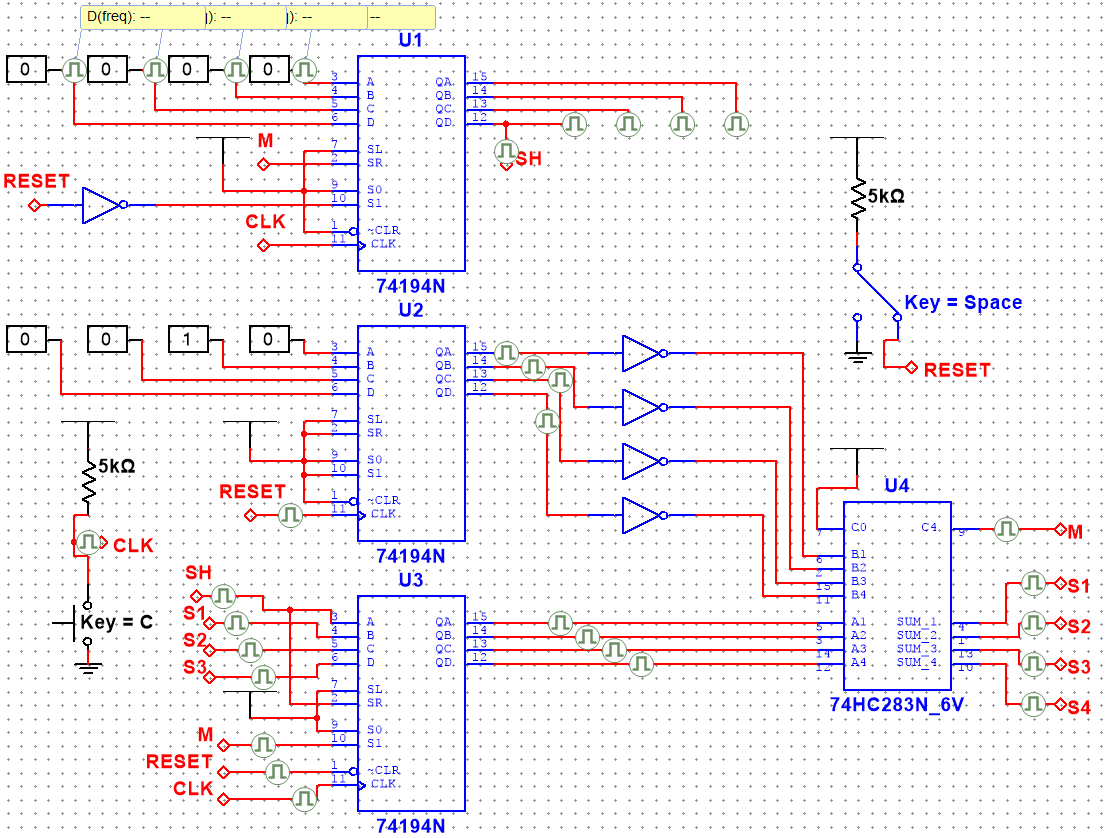 D(freq): -- ): -- ): -- --
U1
0 0 0 0
3 A QA 15
4 B QB 14
5 C QC 13
6 D QD 12
M
7 SL
2 SR
SH
RESET
9 S0
10 S1
CLK
1 ~CLR
11 CLK
74194N
5kΩ
Key = Space
RESET
U2
0 0 1 0
3 A QA 15
4 B QB 14
5 C QC 13
6 D QD 12
7 SL
2 SR
5kΩ
9 S0
10 S1
RESET
1 ~CLR
11 CLK
CLK
74194N
U4
7 C0 C4 9
M
6 B1
2 B2
15 B3
11 B4
5 A1 SUM_1 4
3 A2 SUM_2 1
14 A3 SUM_3 13
12 A4 SUM_4 10
S1
S2
S3
S4
74HC283N_6V
Key = C
U3
SH
S1
S2
S3
3 A QA 15
4 B QB 14
5 C QC 13
6 D QD 12
7 SL
2 SR
9 S0
10 S1
M
RESET
1 ~CLR
11 CLK
CLK
74194N